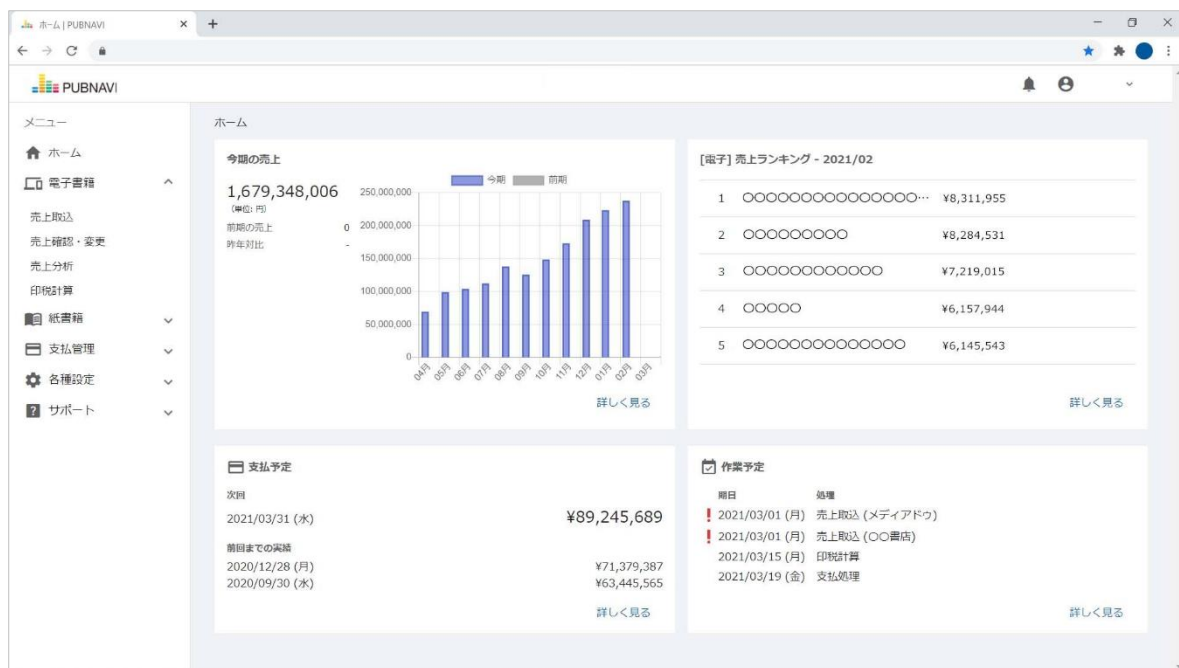 ホーム | PUBNAVI
PUBNAVI
メニュー
ホーム
電子書籍
売上取込
売上確認・変更
売上分析
印税計算
紙書籍
支払管理
各種設定
サポート
ホーム
今期の売上
1,679,348,006
(単位: 円)
前期の売上 0
昨年対比 -
今期 前期
250,000,000
200,000,000
150,000,000
100,000,000
50,000,000
0
04月 05月 06月 07月 08月 09月 10月 11月 12月 01月 02月 03月
詳しく見る
[電子] 売上ランキング - 2021/02
1 〇〇〇〇〇〇〇〇〇〇〇〇〇〇〇… ¥8,311,955
2 〇〇〇〇〇〇〇〇〇 ¥8,284,531
3 〇〇〇〇〇〇〇〇〇〇〇〇 ¥7,219,015
4 〇〇〇〇〇 ¥6,157,944
5 〇〇〇〇〇〇〇〇〇〇〇〇〇〇 ¥6,145,543
詳しく見る
支払予定
次回
2021/03/31 (水) ¥89,245,689
前回までの実績
2020/12/28 (月) ¥71,379,387
2020/09/30 (水) ¥63,445,565
詳しく見る
作業予定
期日 処理
2021/03/01 (月) 売上取込 (メディアドゥ)
2021/03/01 (月) 売上取込 (〇〇書店)
2021/03/15 (月) 印税計算
2021/03/19 (金) 支払処理
詳しく見る